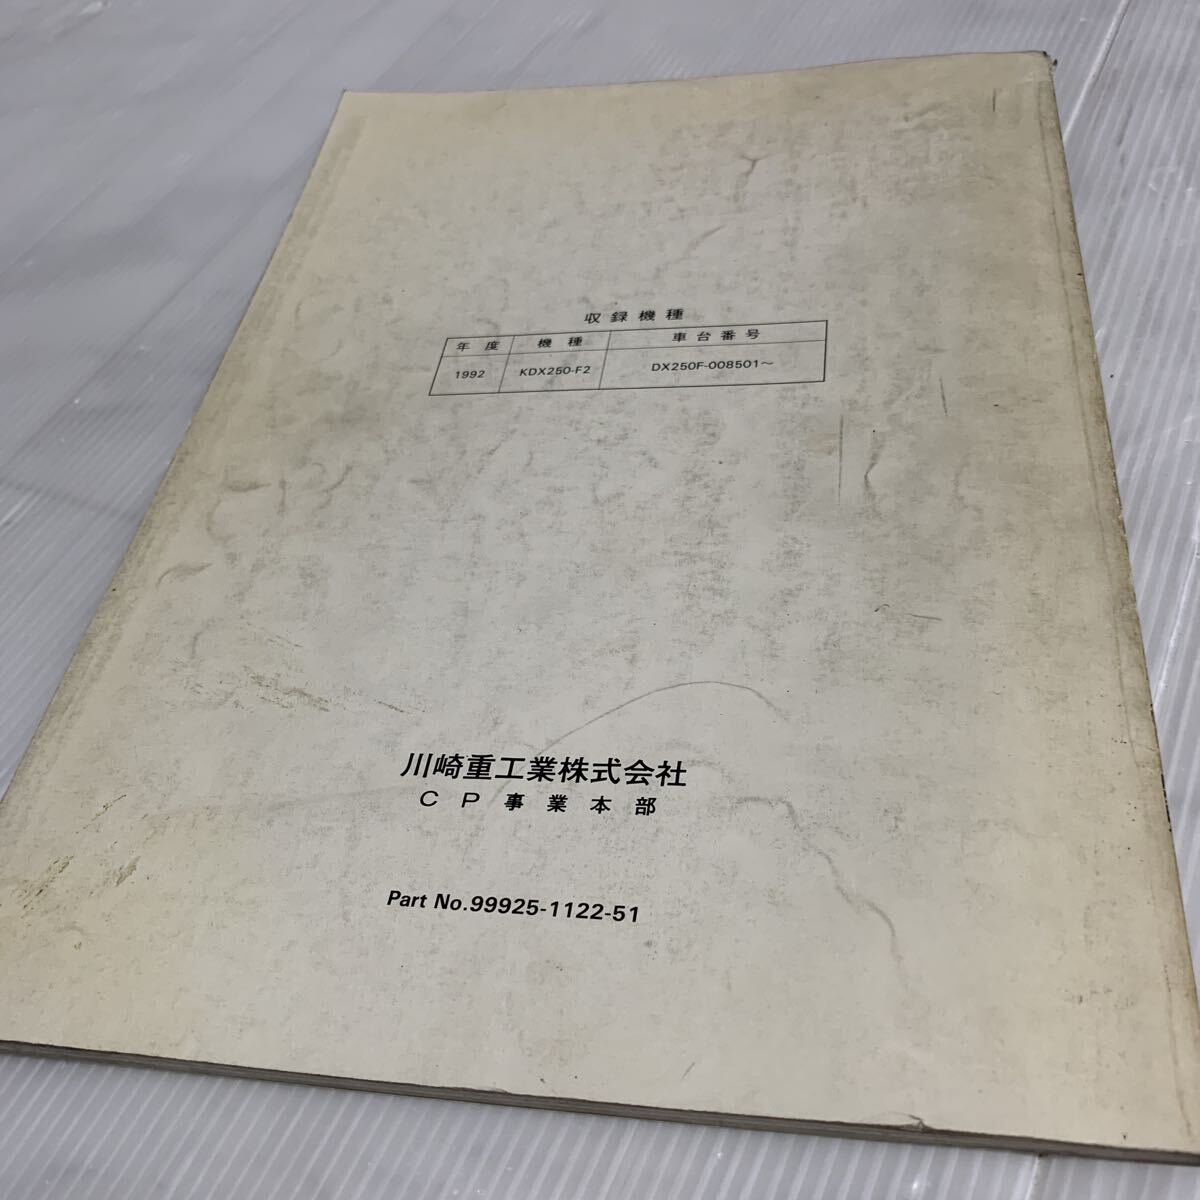 収録機種
年度 機種 車台番号
1992 KDX250-F2 DX250F-008501〜
川崎重工業株式会社
CP事業本部
Part No.99925-1122-51